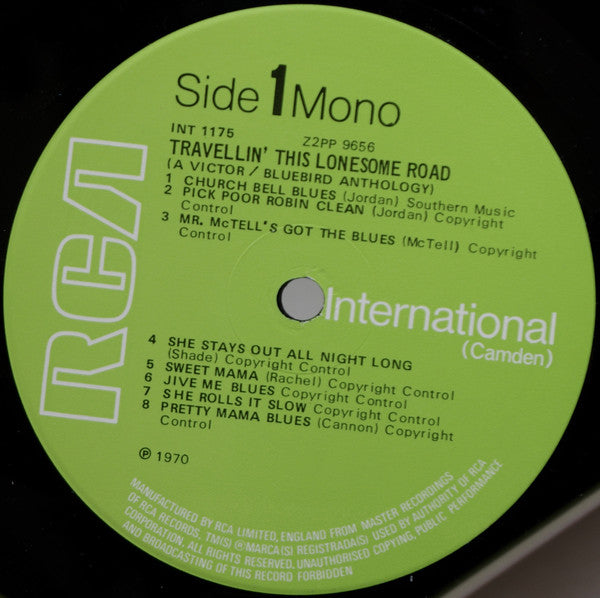 Side 1 Mono
INT 1175
Z2PP 9656
TRAVELLIN' THIS LONESOME ROAD
(A VICTOR / BLUEBIRD ANTHOLOGY)
1 CHURCH BELL BLUES (Jordan) Southern Music
2 PICK POOR ROBIN CLEAN (Jordan) Copyright
Control
3 MR. McTELL'S GOT THE BLUES (McTell) Copyright
Control
RCA
International
(Camden)
4 SHE STAYS OUT ALL NIGHT LONG
(Shade) Copyright Control
5 SWEET MAMA (Rachel) Copyright Control
6 JIVE ME BLUES Copyright Control
7 SHE ROLLS IT SLOW Copyright Control
8 PRETTY MAMA BLUES (Cannon) Copyright
Control
℗ 1970
MANUFACTURED BY RCA LIMITED, ENGLAND FROM MASTER RECORDINGS
OF RCA RECORDS. TM(S) ® MARCA(S) REGISTRADA(S) USED BY AUTHORITY OF RCA
CORPORATION. ALL RIGHTS RESERVED. UNAUTHORISED COPYING, PUBLIC PERFORMANCE
AND BROADCASTING OF THIS RECORD FORBIDDEN